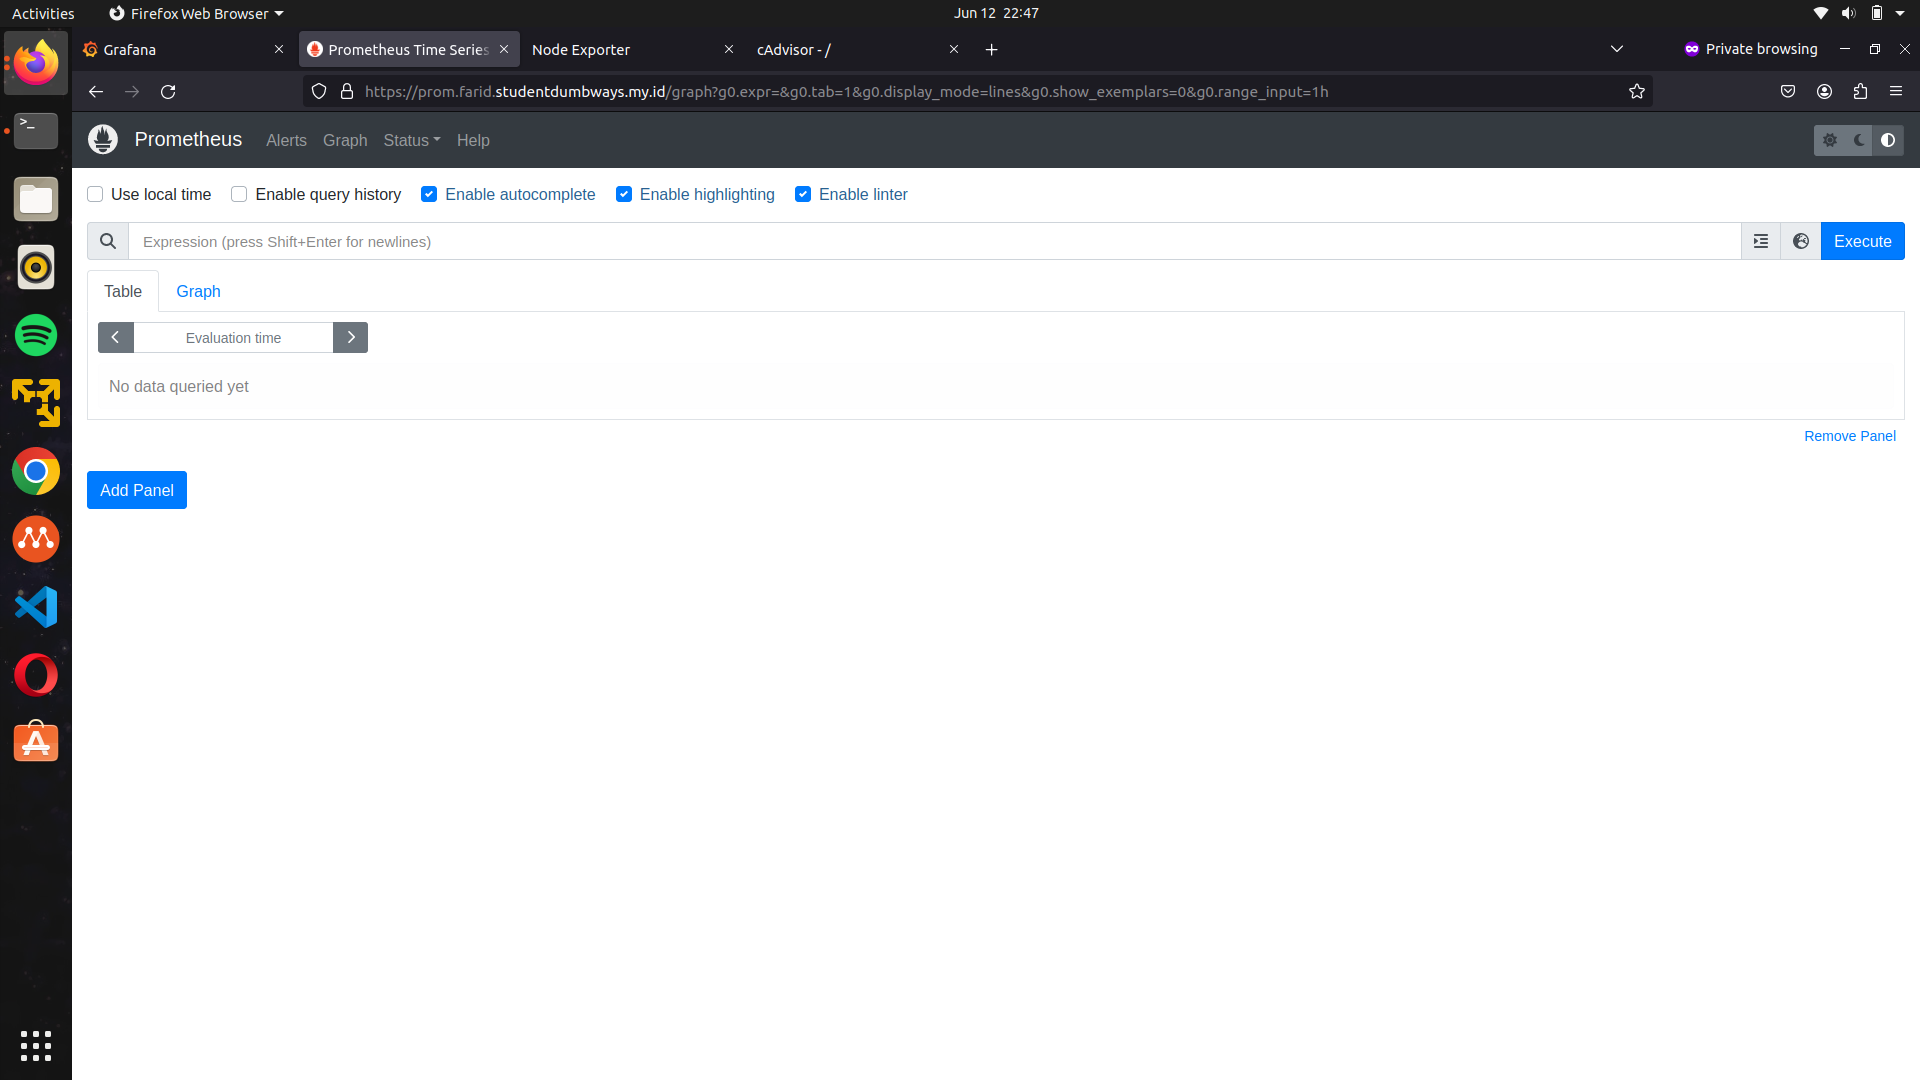 Activities Firefox Web Browser Jun 12 22:47
Grafana Prometheus Time Series Node Exporter cAdvisor - / Private browsing
https://prom.farid.studentdumbways.my.id/graph?g0.expr=&g0.tab=1&g0.display_mode=lines&g0.show_exemplars=0&g0.range_input=1h
Prometheus Alerts Graph Status Help
Use local time Enable query history Enable autocomplete Enable highlighting Enable linter
Expression (press Shift+Enter for newlines) Execute
Table Graph
Evaluation time
No data queried yet
Remove Panel
Add Panel